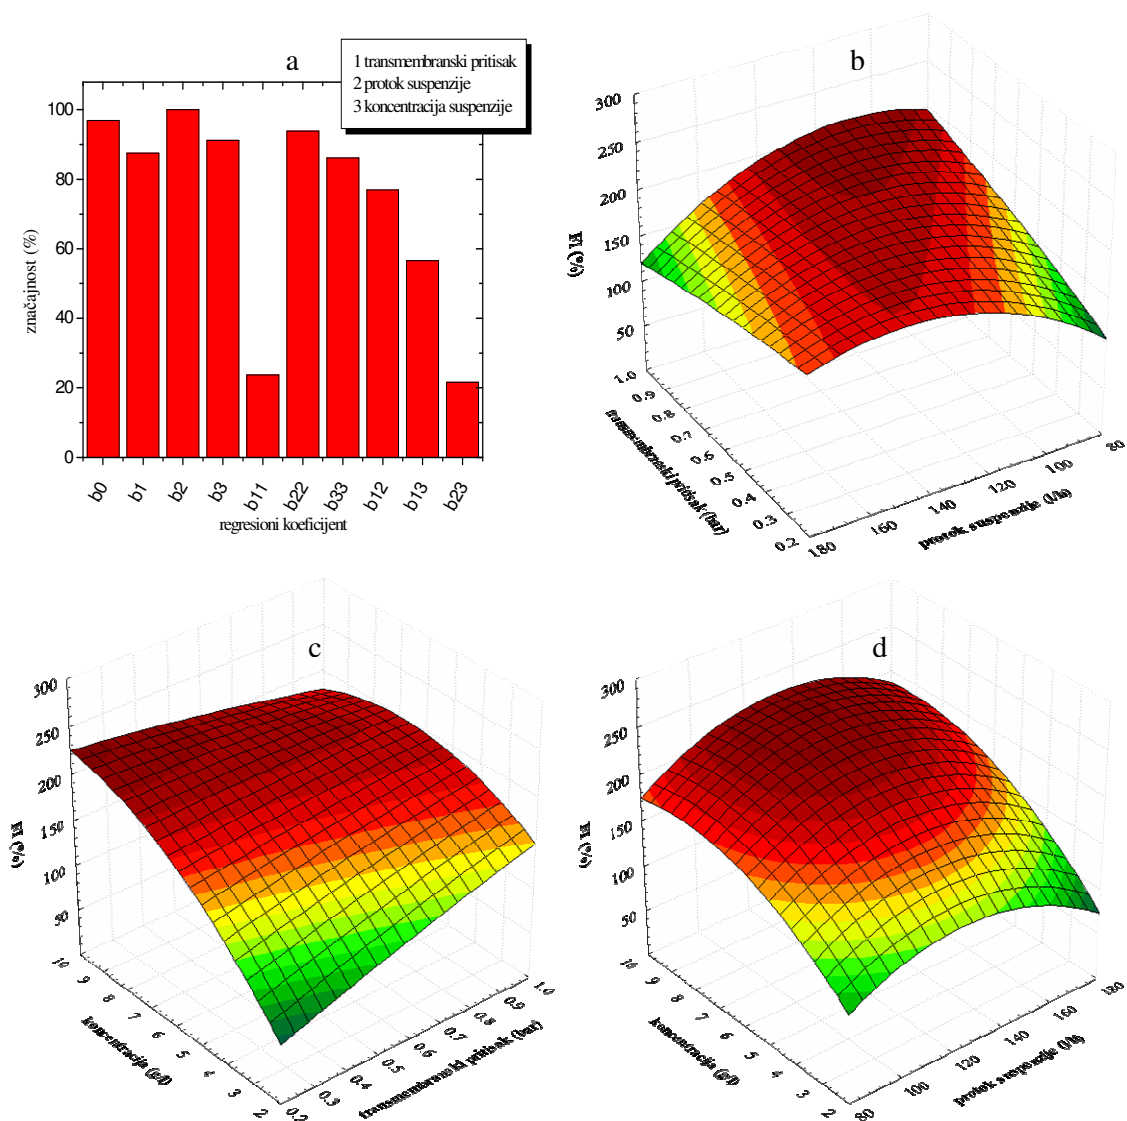 a
1 transmembranski pritisak
2 protok suspenzije
3 koncentracija suspenzije
100
80
60
40
20
0
značajnost (%)
b0 b1 b2 b3 b11 b22 b33 b12 b13 b23
regresioni koeficijent
b
300
250
200
150
100
50
FI (%)
1.0 0.9 0.8 0.7 0.6 0.5 0.4 0.3 0.2
transmembranski pritisak (bar)
180 160 140 120 100 80
protok suspenzije (l/h)
c
300
250
200
150
100
50
FI (%)
10 9 8 7 6 5 4 3 2
koncentracija (g/l)
0.2 0.3 0.4 0.5 0.6 0.7 0.8 0.9 1.0
transmembranski pritisak (bar)
d
300
250
200
150
100
50
FI (%)
10 9 8 7 6 5 4 3 2
koncentracija (g/l)
80 100 120 140 160 180
protok suspenzije (l/h)